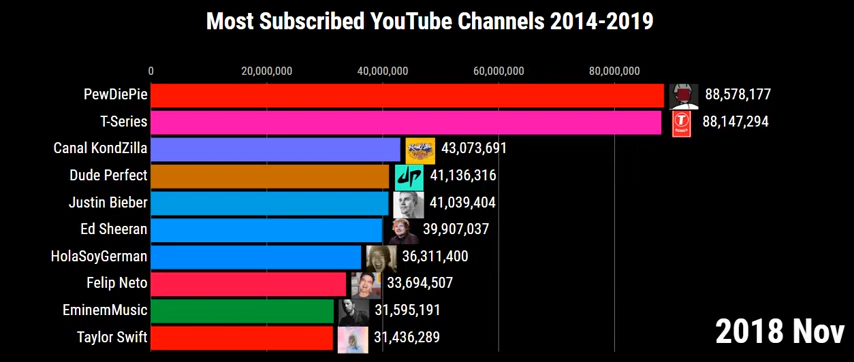 Most Subscribed YouTube Channels 2014-2019
0 20,000,000 40,000,000 60,000,000 80,000,000
PewDiePie 88,578,177
T-Series T 88,147,294
Canal KondZilla 43,073,691
Dude Perfect dp 41,136,316
Justin Bieber 41,039,404
Ed Sheeran 39,907,037
HolaSoyGerman 36,311,400
Felip Neto 33,694,507
EminemMusic 31,595,191
Taylor Swift 31,436,289
2018 Nov